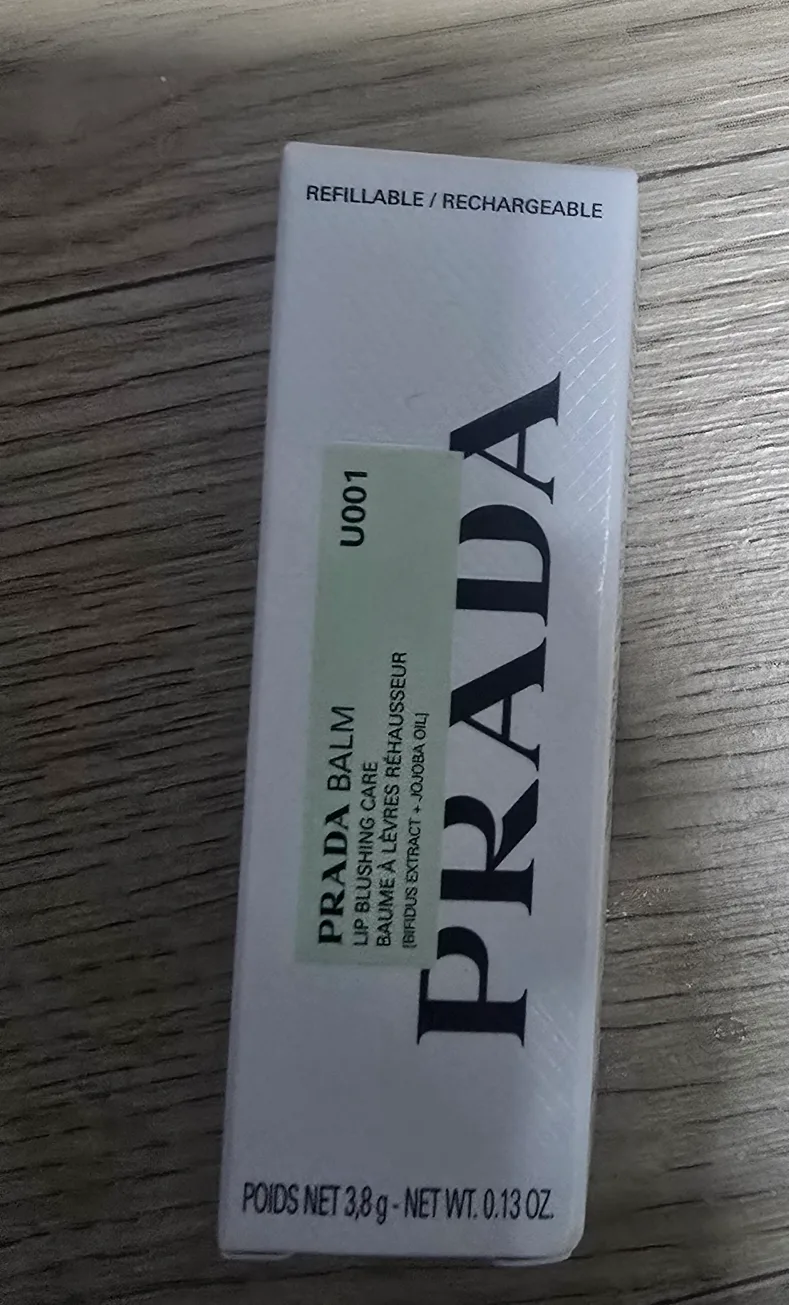 REFILLABLE / RECHARGEABLE
PRADA
U001
PRADA BALM
LIP BLUSHING CARE
BAUME À LÈVRES RÉHAUSSEUR
[BIFIDUS EXTRACT + JOJOBA OIL]
POIDS NET 3,8 g - NET WT. 0.13 OZ.